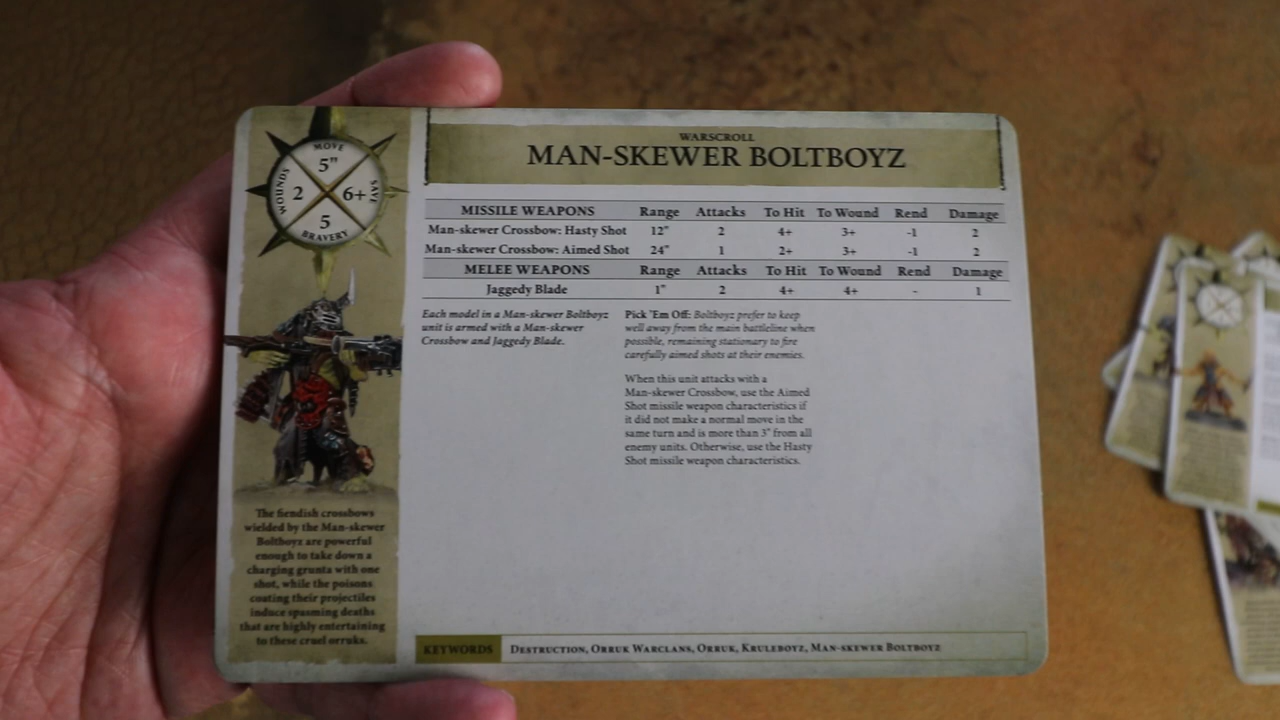 WARSCROLL
MAN-SKEWER BOLTBOYZ
MOVE
5"
WOUNDS 2 6+ SAVE
5
BRAVERY
MISSILE WEAPONS Range Attacks To Hit To Wound Rend Damage
Man-skewer Crossbow: Hasty Shot 12" 2 4+ 3+ -1 2
Man-skewer Crossbow: Aimed Shot 24" 1 2+ 3+ -1 2
MELEE WEAPONS Range Attacks To Hit To Wound Rend Damage
Jaggedy Blade 1" 2 4+ 4+ - 1
Each model in a Man-skewer Boltboyz
unit is armed with a Man-skewer
Crossbow and Jaggedy Blade.
Pick 'Em Off: Boltboyz prefer to keep
well away from the main battleline when
possible, remaining stationary to fire
carefully aimed shots at their enemies.
When this unit attacks with a
Man-skewer Crossbow, use the Aimed
Shot missile weapon characteristics if
it did not make a normal move in the
same turn and is more than 3" from all
enemy units. Otherwise, use the Hasty
Shot missile weapon characteristics.
The fiendish crossbows
wielded by the Man-skewer
Boltboyz are powerful
enough to take down a
charging grunta with one
shot, while the poisons
coating their projectiles
induce spasming deaths
that are highly entertaining
to these cruel orruks.
KEYWORDS DESTRUCTION, ORRUK WARCLANS, ORRUK, KRULEBOYZ, MAN-SKEWER BOLTBOYZ